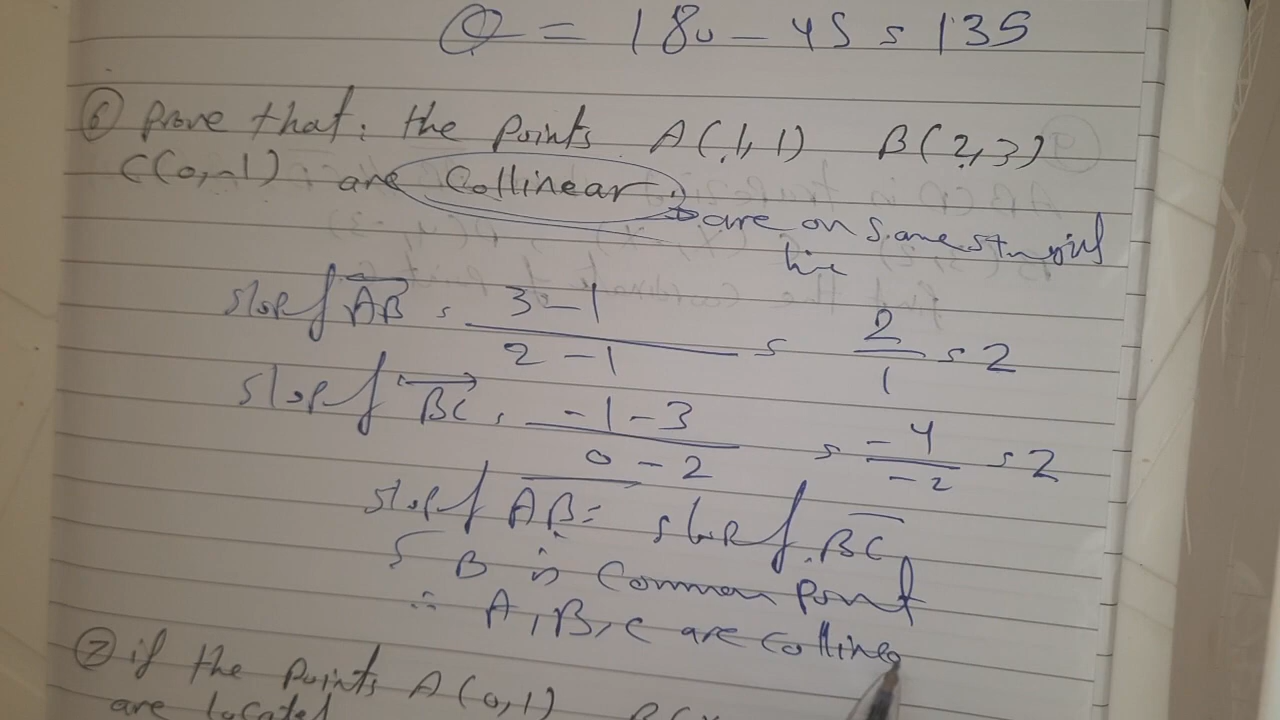 Θ = 180 - 45 = 135
⑥ prove that: the points A(1,1) B(2,3)
C(0,-1) are Collinear.
are on same straight
line
slope of AB = 3-1 / 2-1 = 2/1 = 2
slope of BC = -1-3 / 0-2 = -4/-2 = 2
slope of AB = slope of BC
B is Common point
∴ A,B,C are colline
⑦ if the points A(0,1)
are located